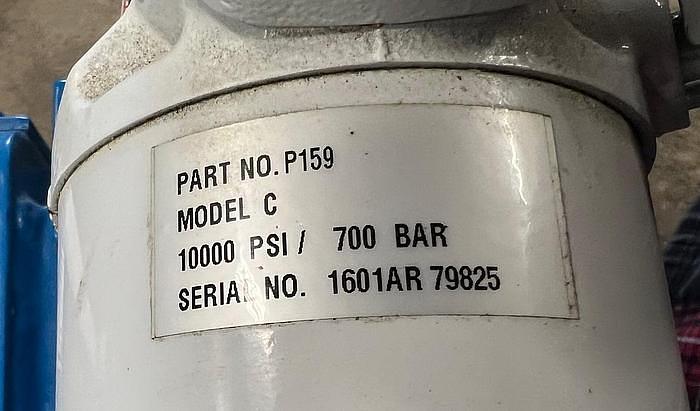 PART NO. P159
MODEL C
10000 PSI / 700 BAR
SERIAL NO. 1601AR 79825